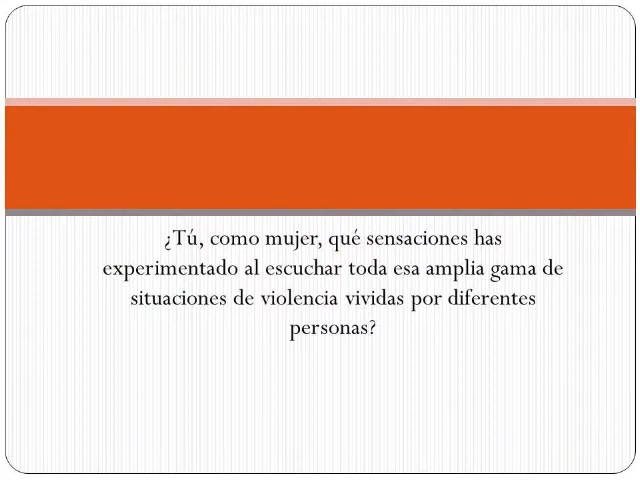 ¿Tú, como mujer, qué sensaciones has
experimentado al escuchar toda esa amplia gama de
situaciones de violencia vividas por diferentes
personas?